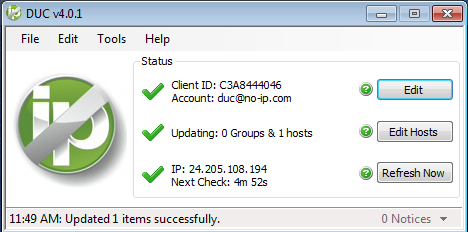 DUC v4.0.1
File Edit Tools Help
Status
Client ID: C3A8444046
Account: duc@no-ip.com
Edit
Updating: 0 Groups & 1 hosts
Edit Hosts
IP: 24.205.108.194
Next Check: 4m 52s
Refresh Now
ip
11:49 AM: Updated 1 items successfully.
0 Notices